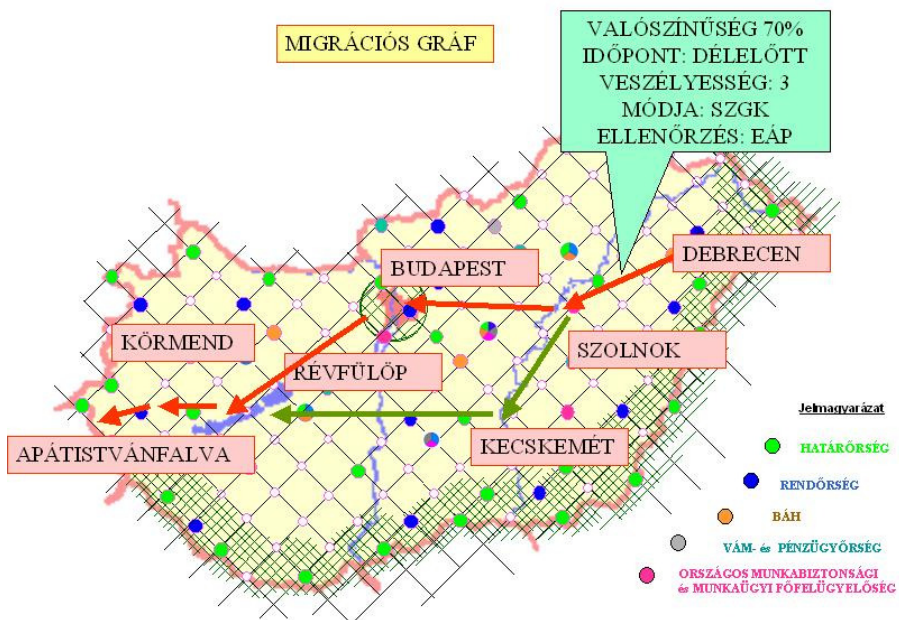 MIGRÁCIÓS GRÁF
VALÓSZÍNŰSÉG 70%
IDŐPONT: DÉLELŐTT
VESZÉLYESSÉG: 3
MÓDJA: SZGK
ELLENŐRZÉS: EÁP
BUDAPEST
DEBRECEN
KÖRMEND
RÉVFÜLÖP
SZOLNOK
APÁTISTVÁNFALVA
KECSKEMÉT
Jelmagyarázat
HATÁRŐRSÉG
RENDŐRSÉG
BÁH
VÁM- és PÉNZÜGYŐRSÉG
ORSZÁGOS MUNKABIZTONSÁGI
és MUNKAÜGYI FŐFELÜGYELŐSÉG